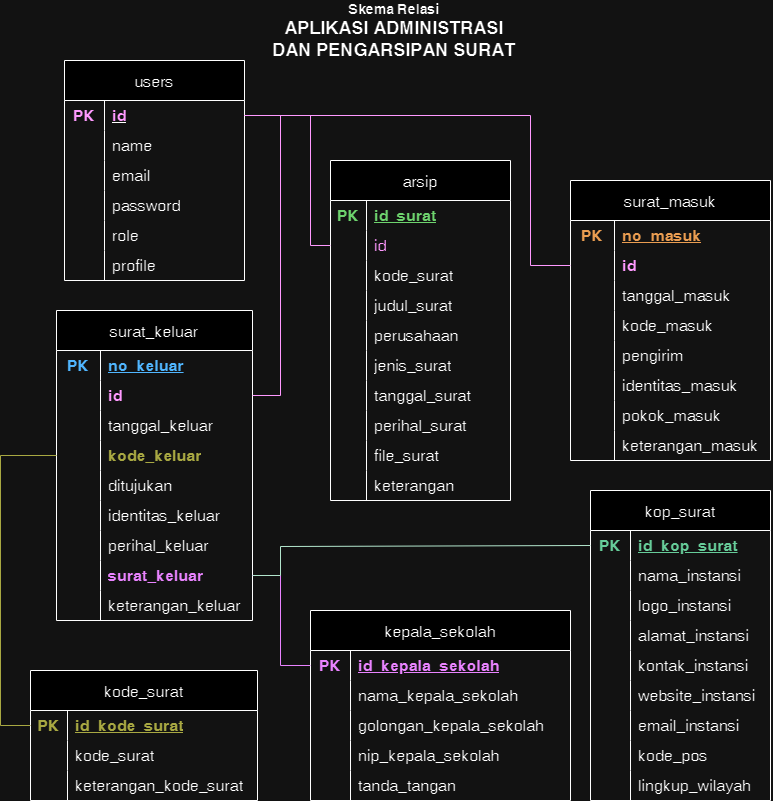 Skema Relasi
APLIKASI ADMINISTRASI
DAN PENGARSIPAN SURAT
users
PK id
name
email
password
role
profile
arsip
PK id_surat
id
kode_surat
judul_surat
perusahaan
jenis_surat
tanggal_surat
perihal_surat
file_surat
keterangan
surat_masuk
PK no_masuk
id
tanggal_masuk
kode_masuk
pengirim
identitas_masuk
pokok_masuk
keterangan_masuk
surat_keluar
PK no_keluar
id
tanggal_keluar
kode_keluar
ditujukan
identitas_keluar
perihal_keluar
surat_keluar
keterangan_keluar
kop_surat
PK id_kop_surat
nama_instansi
logo_instansi
alamat_instansi
kontak_instansi
website_instansi
email_instansi
kode_pos
lingkup_wilayah
kepala_sekolah
PK id_kepala_sekolah
nama_kepala_sekolah
golongan_kepala_sekolah
nip_kepala_sekolah
tanda_tangan
kode_surat
PK id_kode_surat
kode_surat
keterangan_kode_surat